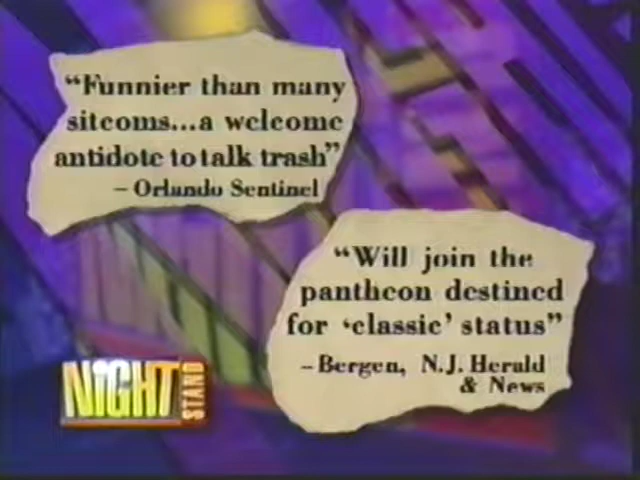 “Funnier than many
sitcoms...a welcome
antidote to talk trash”
– Orlando Sentinel
“Will join the
pantheon destined
for ‘classic’ status”
– Bergen, N.J. Herald
& News
NIGHT
STAND